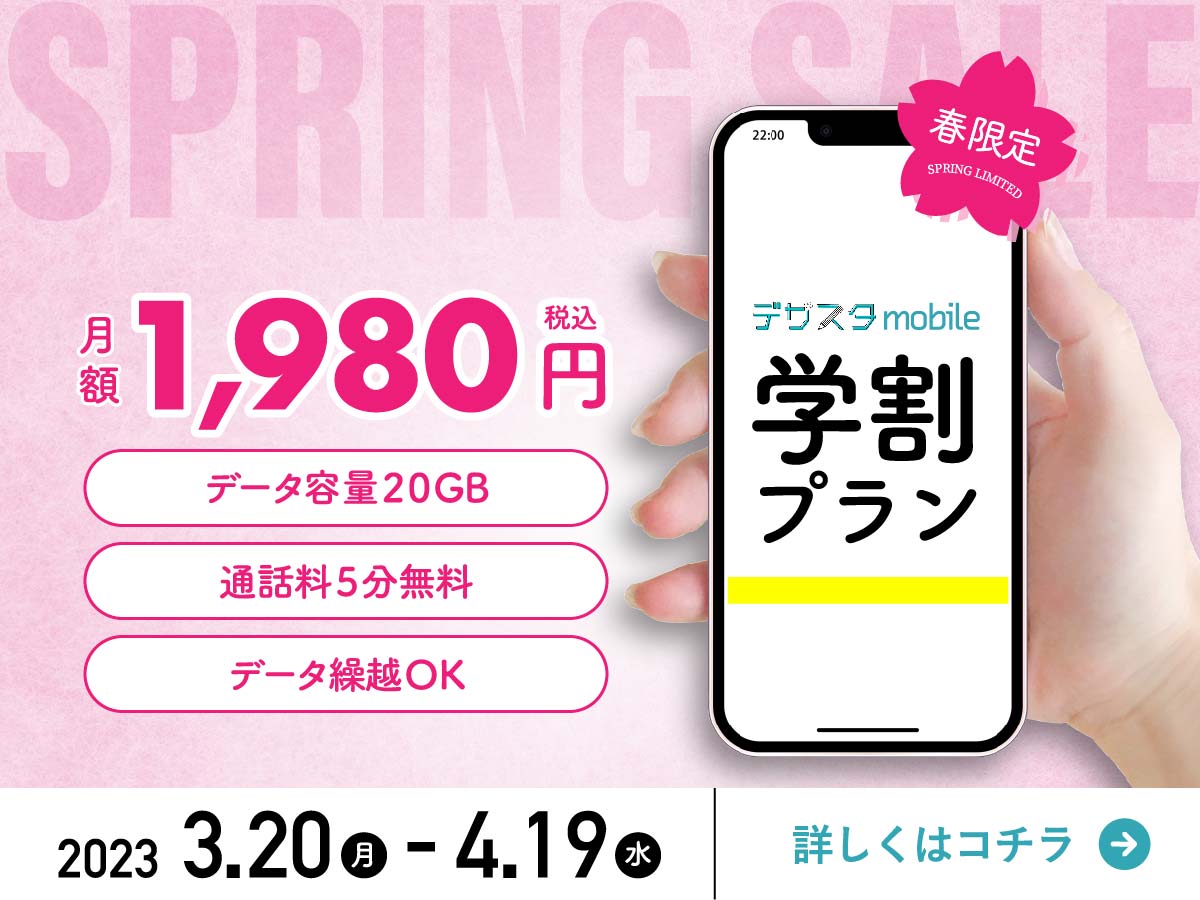 SPRING SALE
春限定
SPRING LIMITED
22:00
月額1,980円
税込
データ容量20GB
通話料5分無料
データ繰越OK
デザスタmobile
学割
プラン
2023 3.20月 - 4.19水
詳しくはコチラ